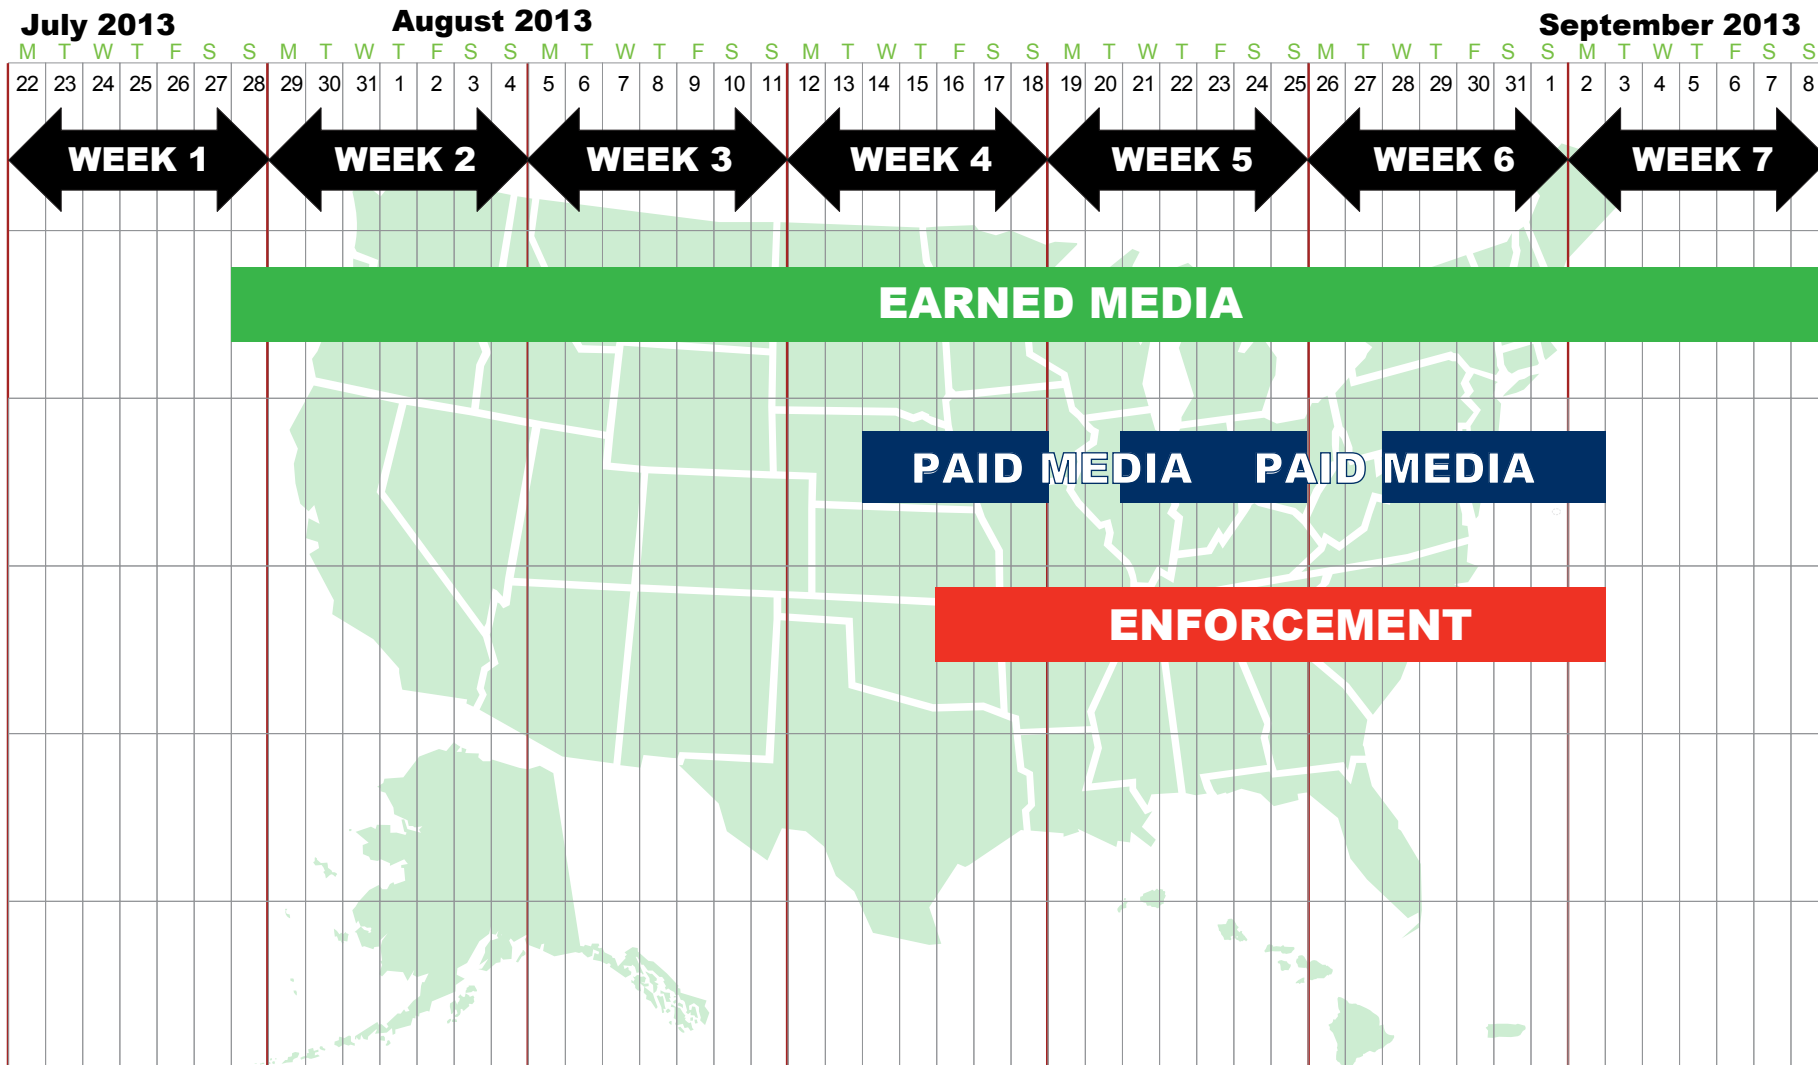 July 2013 August 2013 September 2013
M T W T F S S M T W T F S S M T W T F S S M T W T F S S M T W T F S S M T W T F S S M T W T F S S
22 23 24 25 26 27 28 29 30 31 1 2 3 4 5 6 7 8 9 10 11 12 13 14 15 16 17 18 19 20 21 22 23 24 25 26 27 28 29 30 31 1 2 3 4 5 6 7 8
WEEK 1 WEEK 2 WEEK 3 WEEK 4 WEEK 5 WEEK 6 WEEK 7
EARNED MEDIA
PAID MEDIA PAID MEDIA
ENFORCEMENT